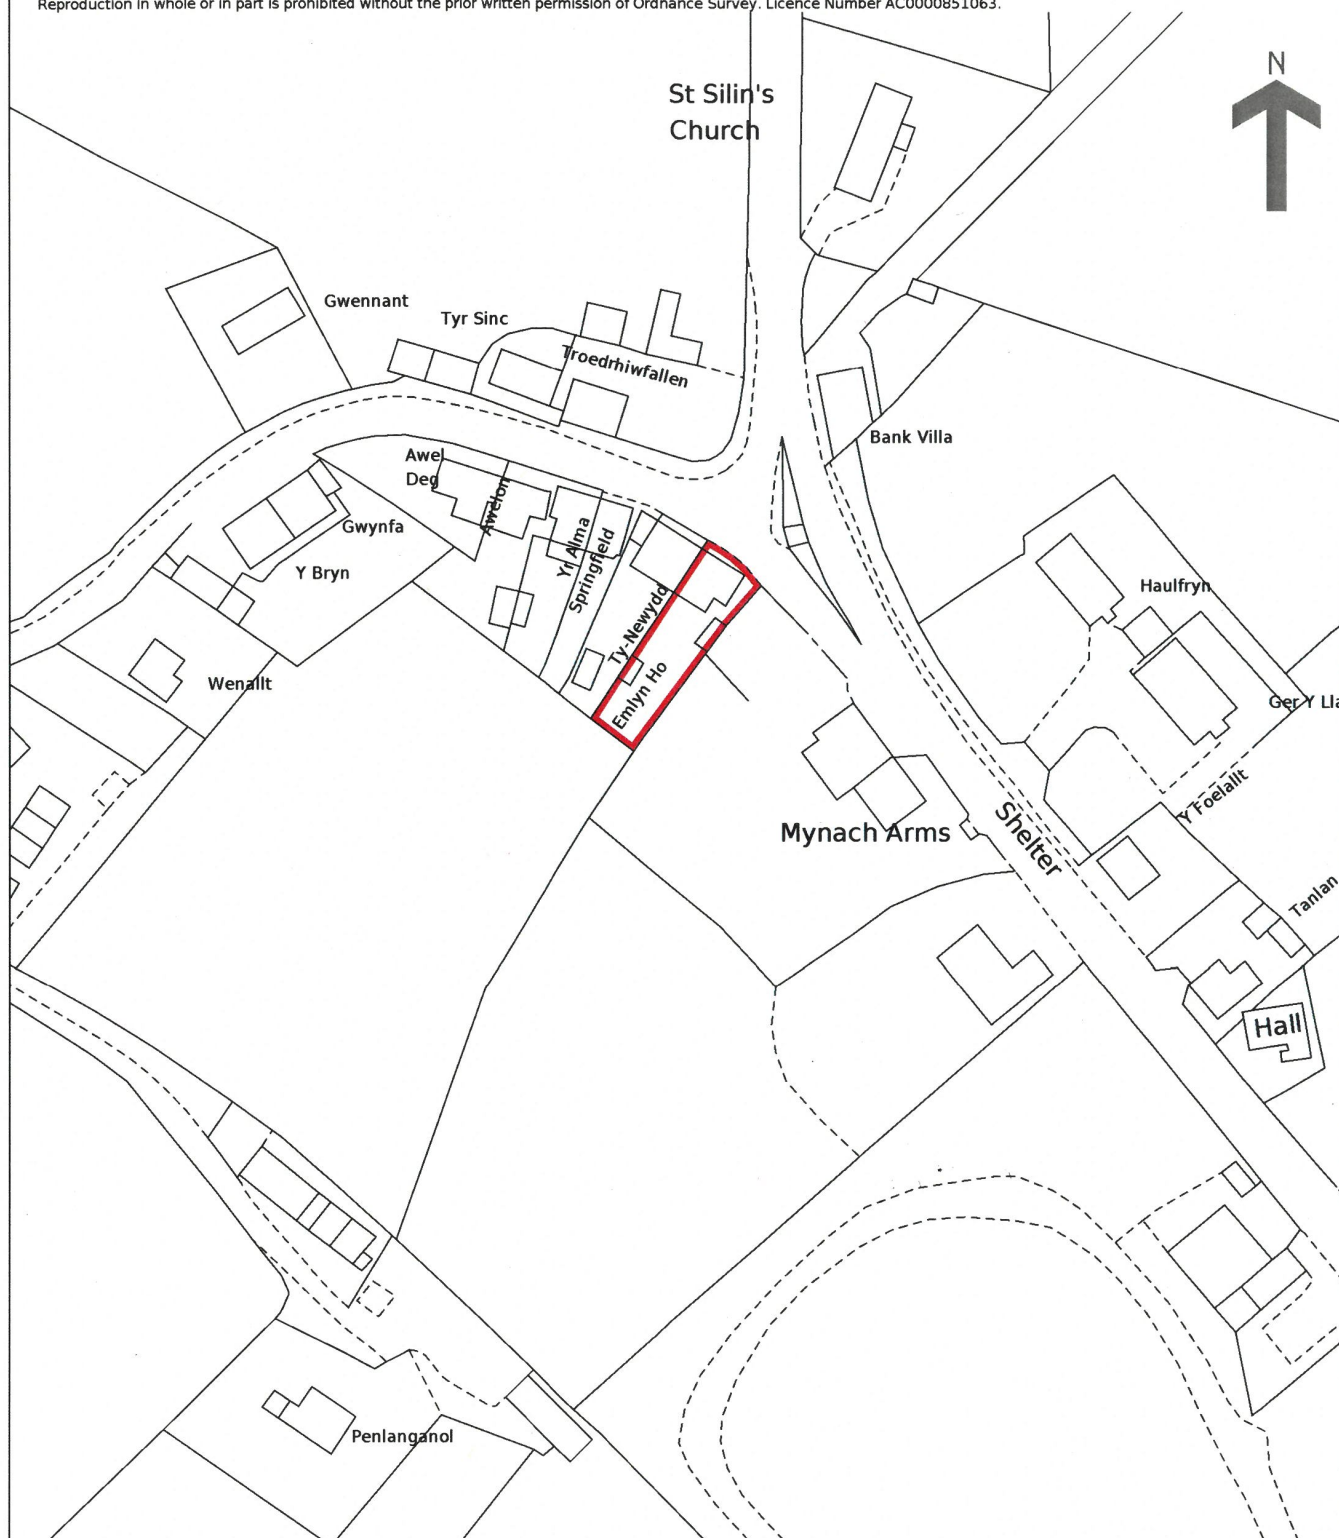 Reproduction in whole or in part is prohibited without the prior written permission of Ordnance Survey. Licence Number AC0000851063.
N
St Silin's
Church
Gwennant
Tyr Sinc
Troedrhiwfallen
Bank Villa
Awel
Deg
Awelon
Yr Alma
Springfield
Gwynfa
Y Bryn
Ty-Newydd
Emlyn Ho
Wenallt
Haulfryn
Ger Y Lla
Y Foelallt
Mynach Arms
Shelter
Tanlan
Hall
Penlanganol